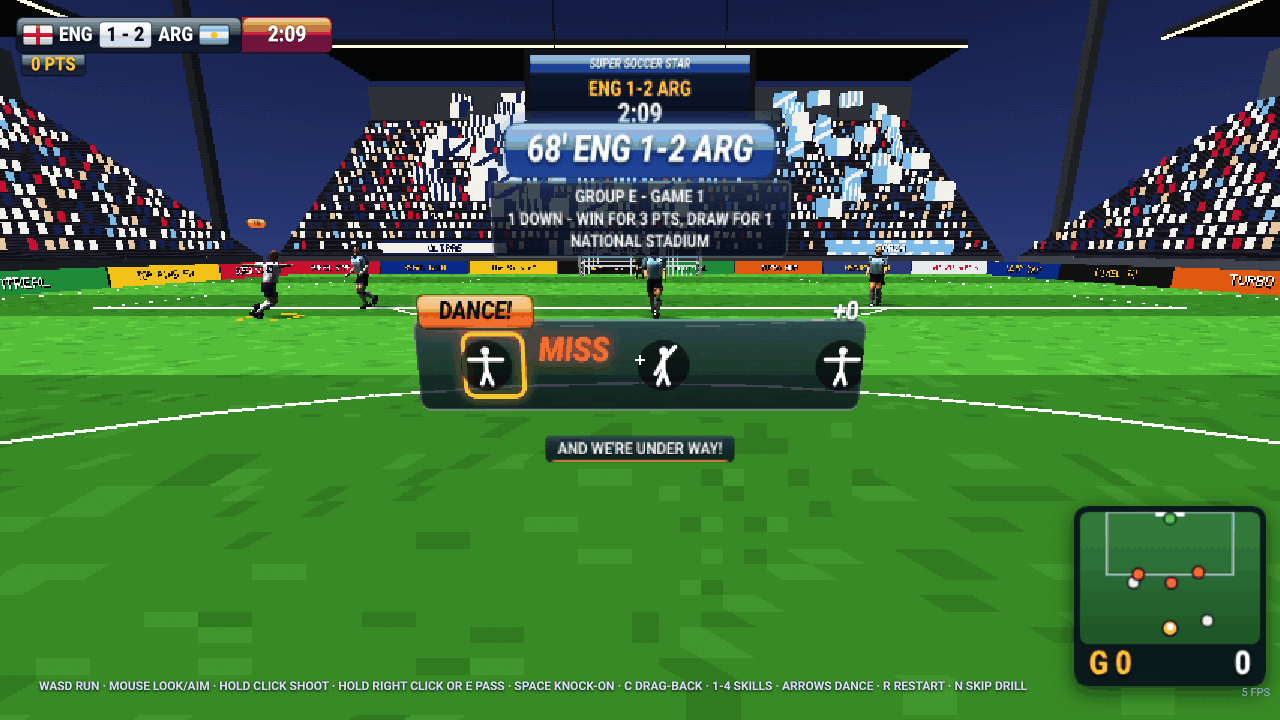 ENG 1 - 2 ARG 2:09
0 PTS
SUPER SOCCER STAR
ENG 1-2 ARG
2:09
68' ENG 1-2 ARG
GROUP E - GAME 1
1 DOWN - WIN FOR 3 PTS, DRAW FOR 1
NATIONAL STADIUM
ULTRAS
TURBO
DANCE!
+0
MISS
AND WE'RE UNDER WAY!
G 0 0
WASD RUN · MOUSE LOOK/AIM · HOLD CLICK SHOOT · HOLD RIGHT CLICK OR E PASS · SPACE KNOCK-ON · C DRAG-BACK · 1-4 SKILLS · ARROWS DANCE · R RESTART · N SKIP DRILL
5 FPS